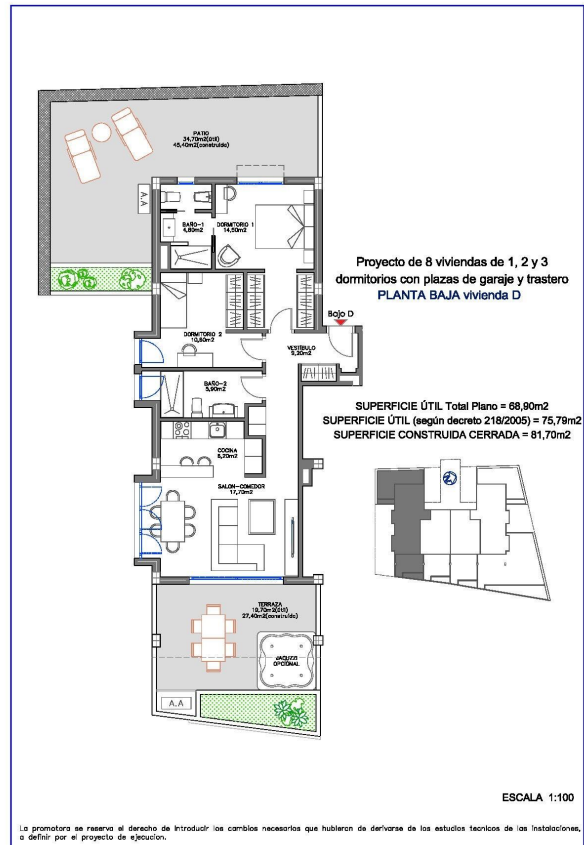 PATIO
34,70m2(útil)
45,40m2(construido)
A.A
BAÑO-1
4,80m2
DORMITORIO 1
14,50m2
Proyecto de 8 viviendas de 1, 2 y 3
dormitorios con plazas de garaje y trastero
PLANTA BAJA vivienda D
Bajo D
DORMITORIO 2
10,80m2
VESTÍBULO
9,20m2
BAÑO-2
5,90m2
SUPERFICIE ÚTIL Total Plano = 68,90m2
SUPERFICIE ÚTIL (según decreto 218/2005) = 75,79m2
SUPERFICIE CONSTRUIDA CERRADA = 81,70m2
COCINA
6,20m2
SALON-COMEDOR
17,70m2
TERRAZA
19,70m2(útil)
27,40m2(construido)
JACUZZI
OPCIONAL
A.A
ESCALA 1:100
La promotora se reserva el derecho de introducir los cambios necesarios que hubieran de derivarse de los estudios tecnicos de las instalaciones,
a definir por el proyecto de ejecucion.